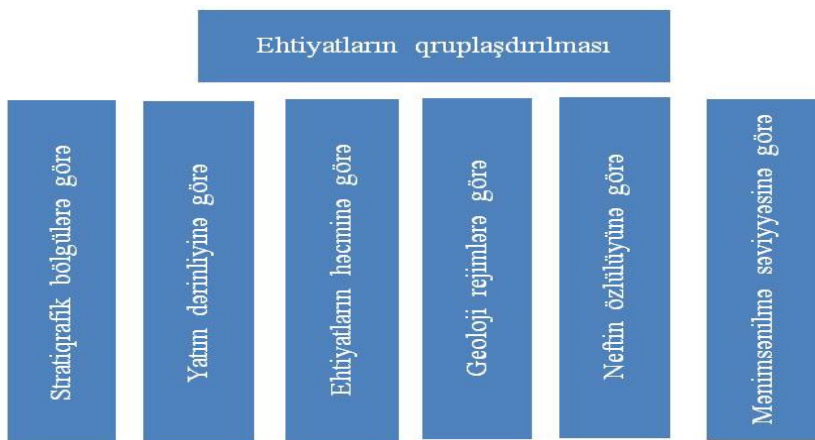 Ehtiyatların qruplaşdırılması
Stratiqrafik bölgülərə görə
Yatım dərinliyinə görə
Ehtiyatların həcminə görə
Geoloji rejimlərə görə
Neftin özlülüyünə görə
Mənimsənilmə səviyyəsinə görə